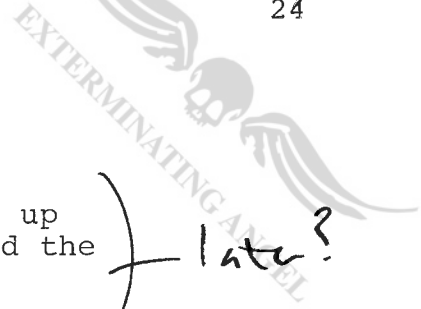 24
EXTERMINATING ANGEL
up
d the
later?